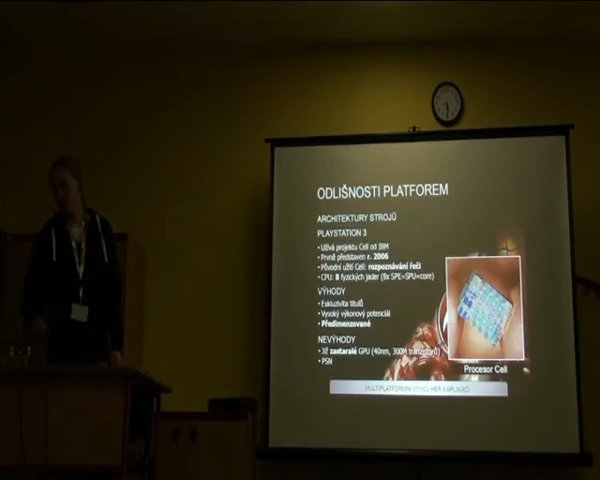 ODLIŠNOSTI PLATFOREM
ARCHITEKTURY STROJŮ
PLAYSTATION 3
• Užívá projektu Cell od IBM
• Prvně představen r. 2006
• Původní užití Cell: rozpoznávání řeči
• CPU: 8 fyzických jader (8x SPE+SPU+core)
VÝHODY
• Exkluzivita titulů
• Vysoký výkonový potenciál
• Předimenzované
NEVÝHODY
• Již zastaralé GPU (40nm, 300M tranzistorů)
• PSN
Procesor Cell
MULTIPLATFORMNÍ VÝVOJ HER A APLIKACÍ